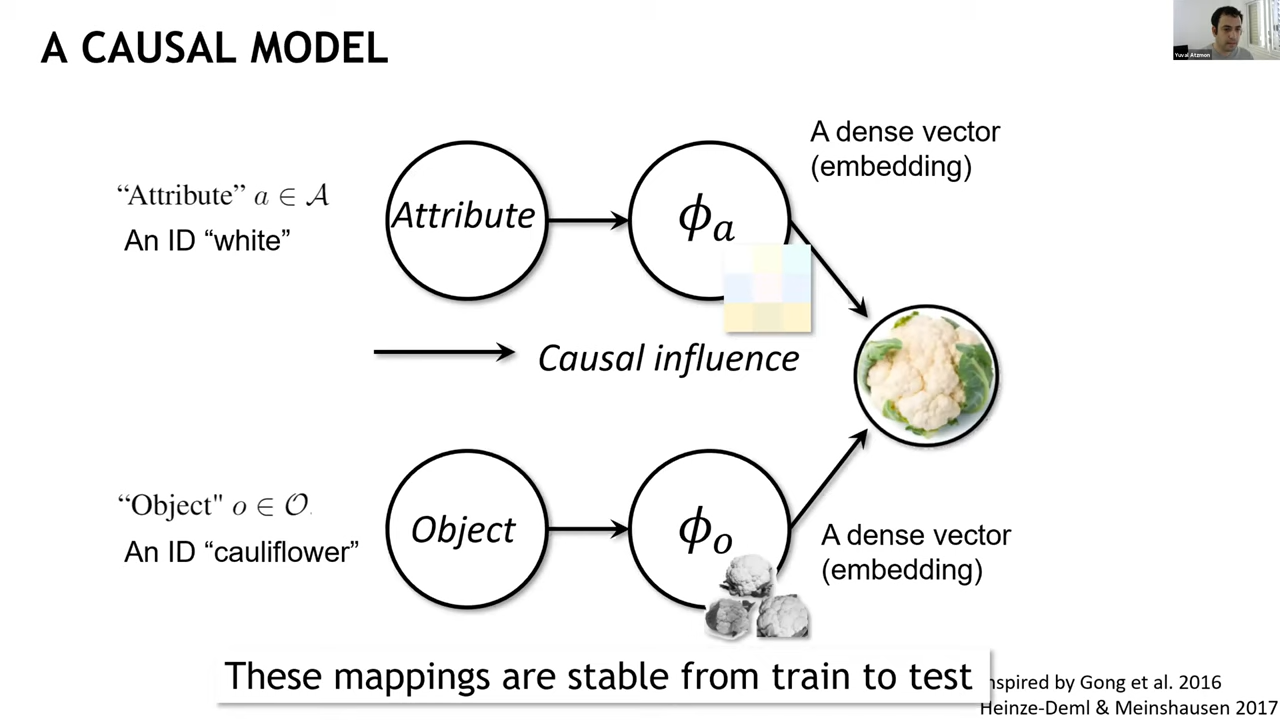 A CAUSAL MODEL
Yuval Atzmon
A dense vector
(embedding)
“Attribute” a ∈ 𝒜
An ID “white”
Attribute
ϕa
Causal influence
“Object" o ∈ 𝒪
An ID “cauliflower”
Object
ϕo
A dense vector
(embedding)
These mappings are stable from train to test
nspired by Gong et al. 2016
Heinze-Deml & Meinshausen 2017